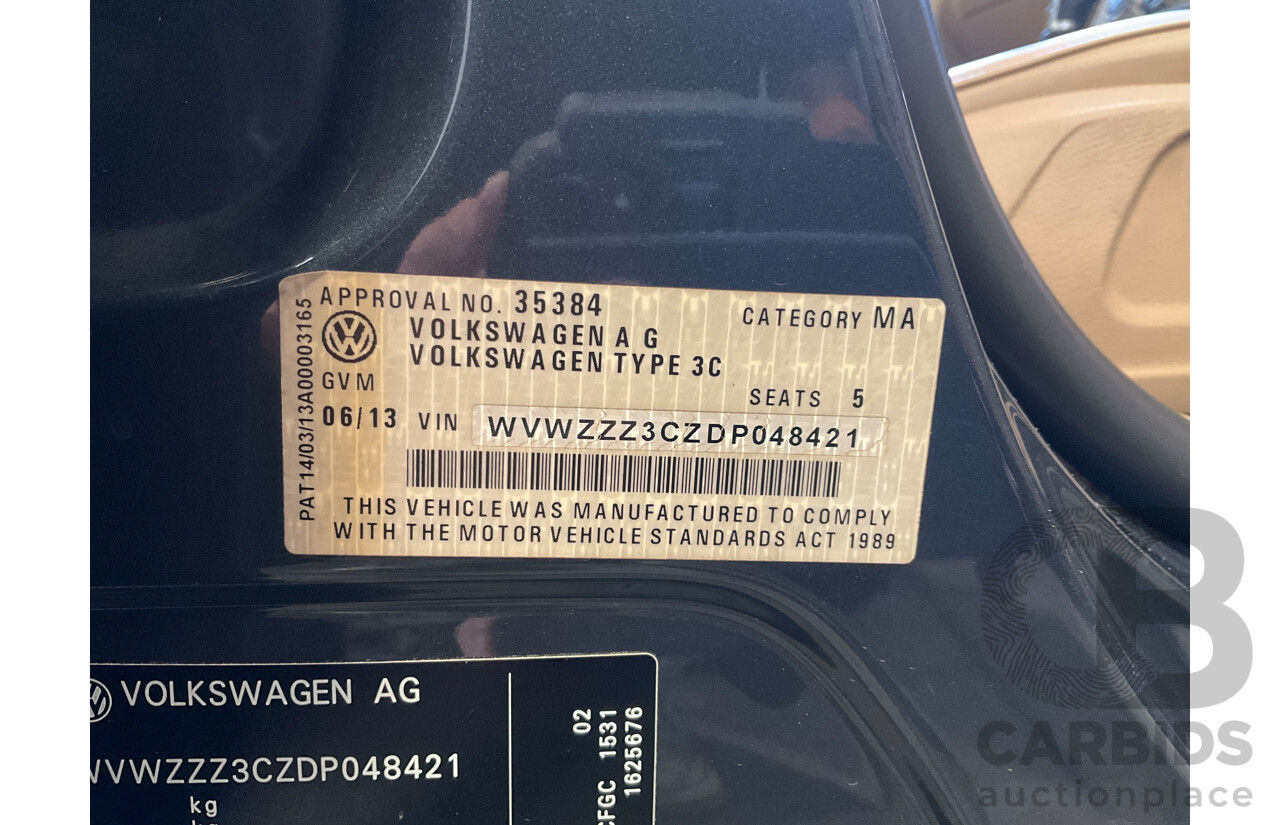 APPROVAL NO. 35384
CATEGORY MA
VOLKSWAGEN A G
VOLKSWAGEN TYPE 3C
GVM
SEATS 5
06/13 VIN WVWZZZ3CZDP048421
THIS VEHICLE WAS MANUFACTURED TO COMPLY
WITH THE MOTOR VEHICLE STANDARDS ACT 1989
PAT14/03/13A00003165
VOLKSWAGEN AG
WVWZZZ3CZDP048421
kg
kg
02
CFGC 1531
1625676
CB
CARBIDS
auctionplace